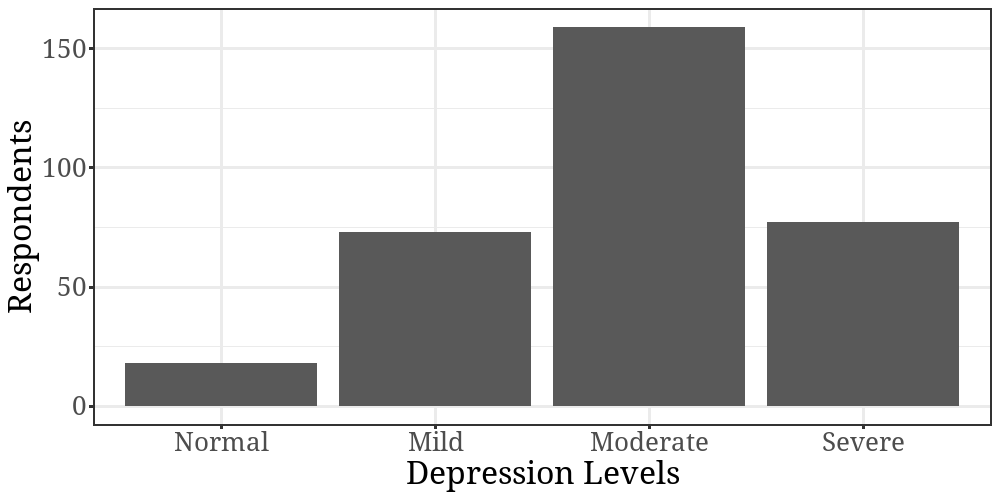 Respondents
150
100
50
0
Normal Mild Moderate Severe
Depression Levels